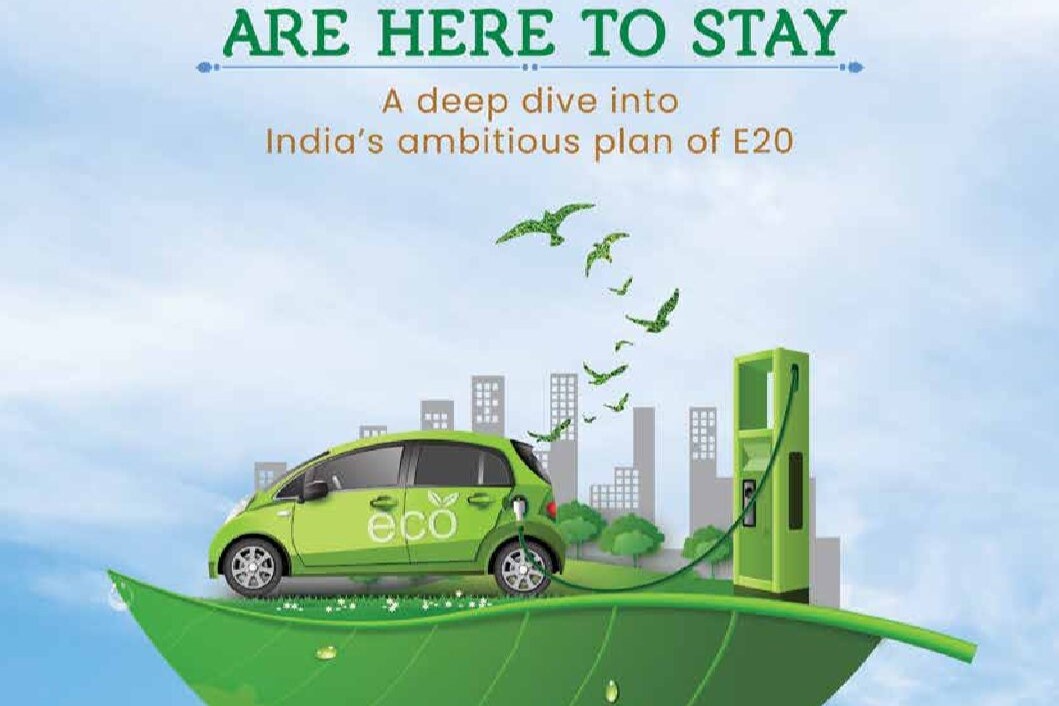 ARE HERE TO STAY
A deep dive into
India's ambitious plan of E20
eco